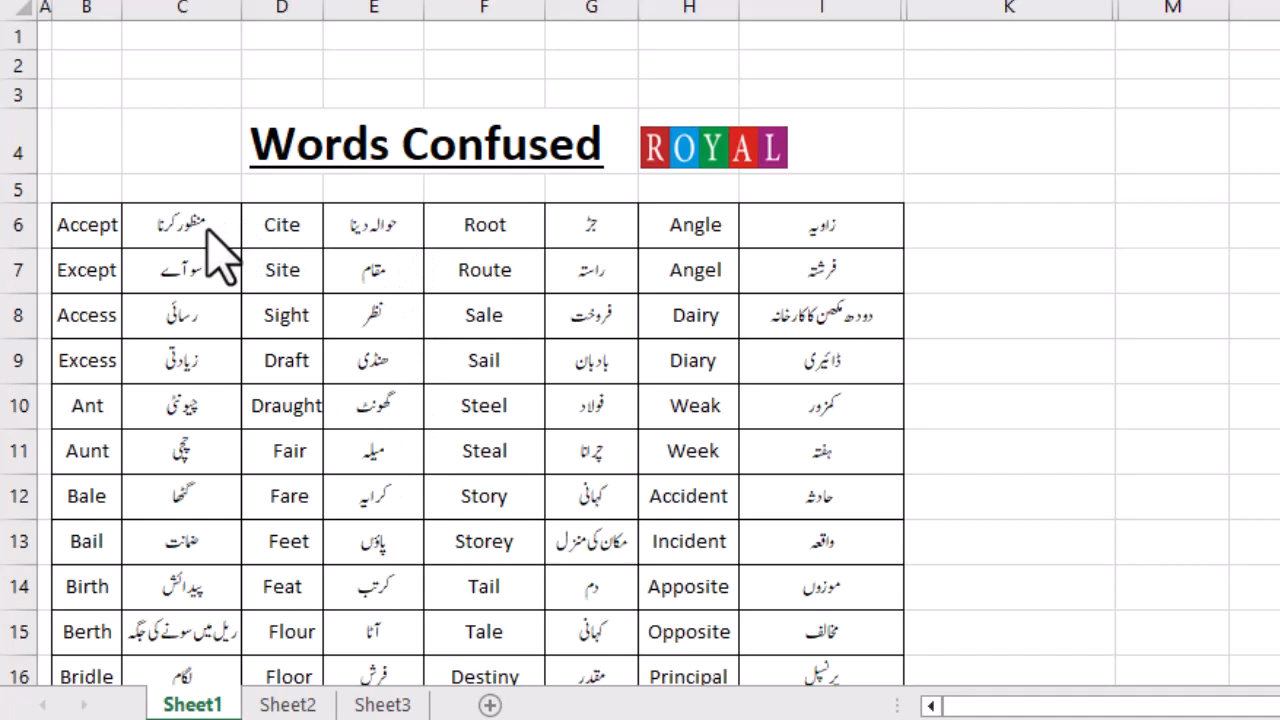 A B C D E F G H I K M
1
2
3
4 Words Confused ROYAL
5
6 Accept منظور کرنا Cite حوالہ دینا Root جڑ Angle زاویہ
7 Except سوآے Site مقام Route راستہ Angel فرشتہ
8 Access رسائی Sight نظر Sale فروخت Dairy دودھ مکھن کا کارخانہ
9 Excess زیادتی Draft ھنڈی Sail بادبان Diary ڈائیری
10 Ant چیونٹی Draught گھونٹ Steel فولاد Weak کمزور
11 Aunt چچی Fair میلہ Steal چرانا Week ہفتہ
12 Bale گٹھا Fare کرایہ Story کہانی Accident حادثہ
13 Bail ضمانت Feet پاؤں Storey مکان کی منزل Incident واقعہ
14 Birth پیدائش Feat کرتب Tail دم Apposite موزوں
15 Berth ریل میں سونے کی جگہ Flour آٹا Tale کہانی Opposite مخالف
16 Bridle لگام Floor فرش Destiny مقدر Principal پرنسپل
Sheet1 Sheet2 Sheet3